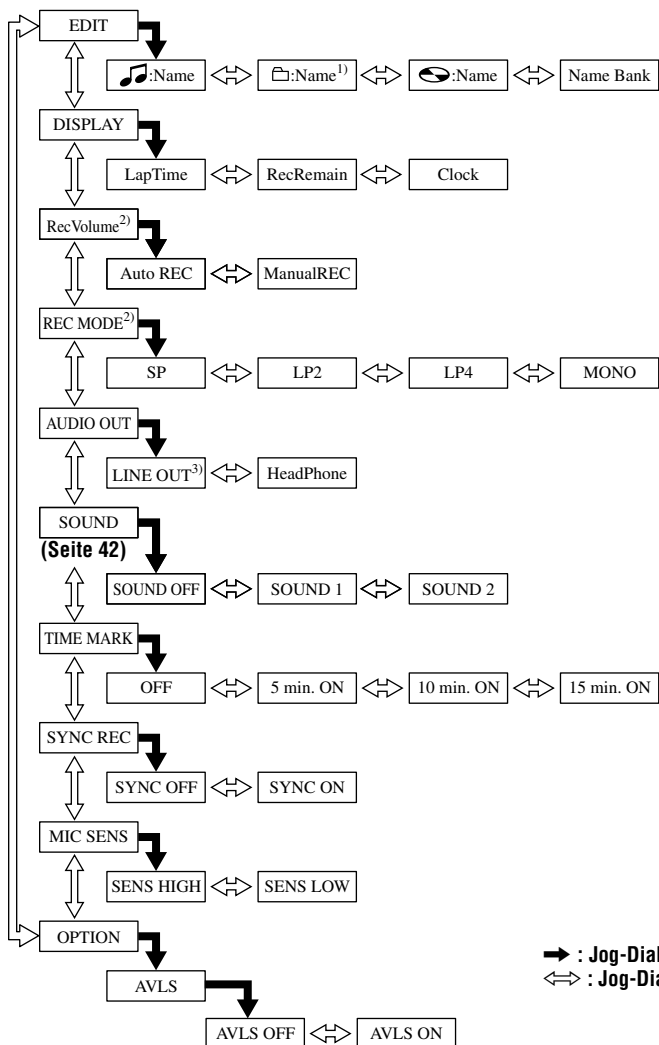 EDIT
:Name :Name1) :Name Name Bank
DISPLAY
LapTime RecRemain Clock
RecVolume2)
Auto REC ManualREC
REC MODE2)
SP LP2 LP4 MONO
AUDIO OUT
LINE OUT3) HeadPhone
SOUND
(Seite 42)
SOUND OFF SOUND 1 SOUND 2
TIME MARK
OFF 5 min. ON 10 min. ON 15 min. ON
SYNC REC
SYNC OFF SYNC ON
MIC SENS
SENS HIGH SENS LOW
OPTION
: Jog-Dial
AVLS
: Jog-Dia
AVLS OFF AVLS ON